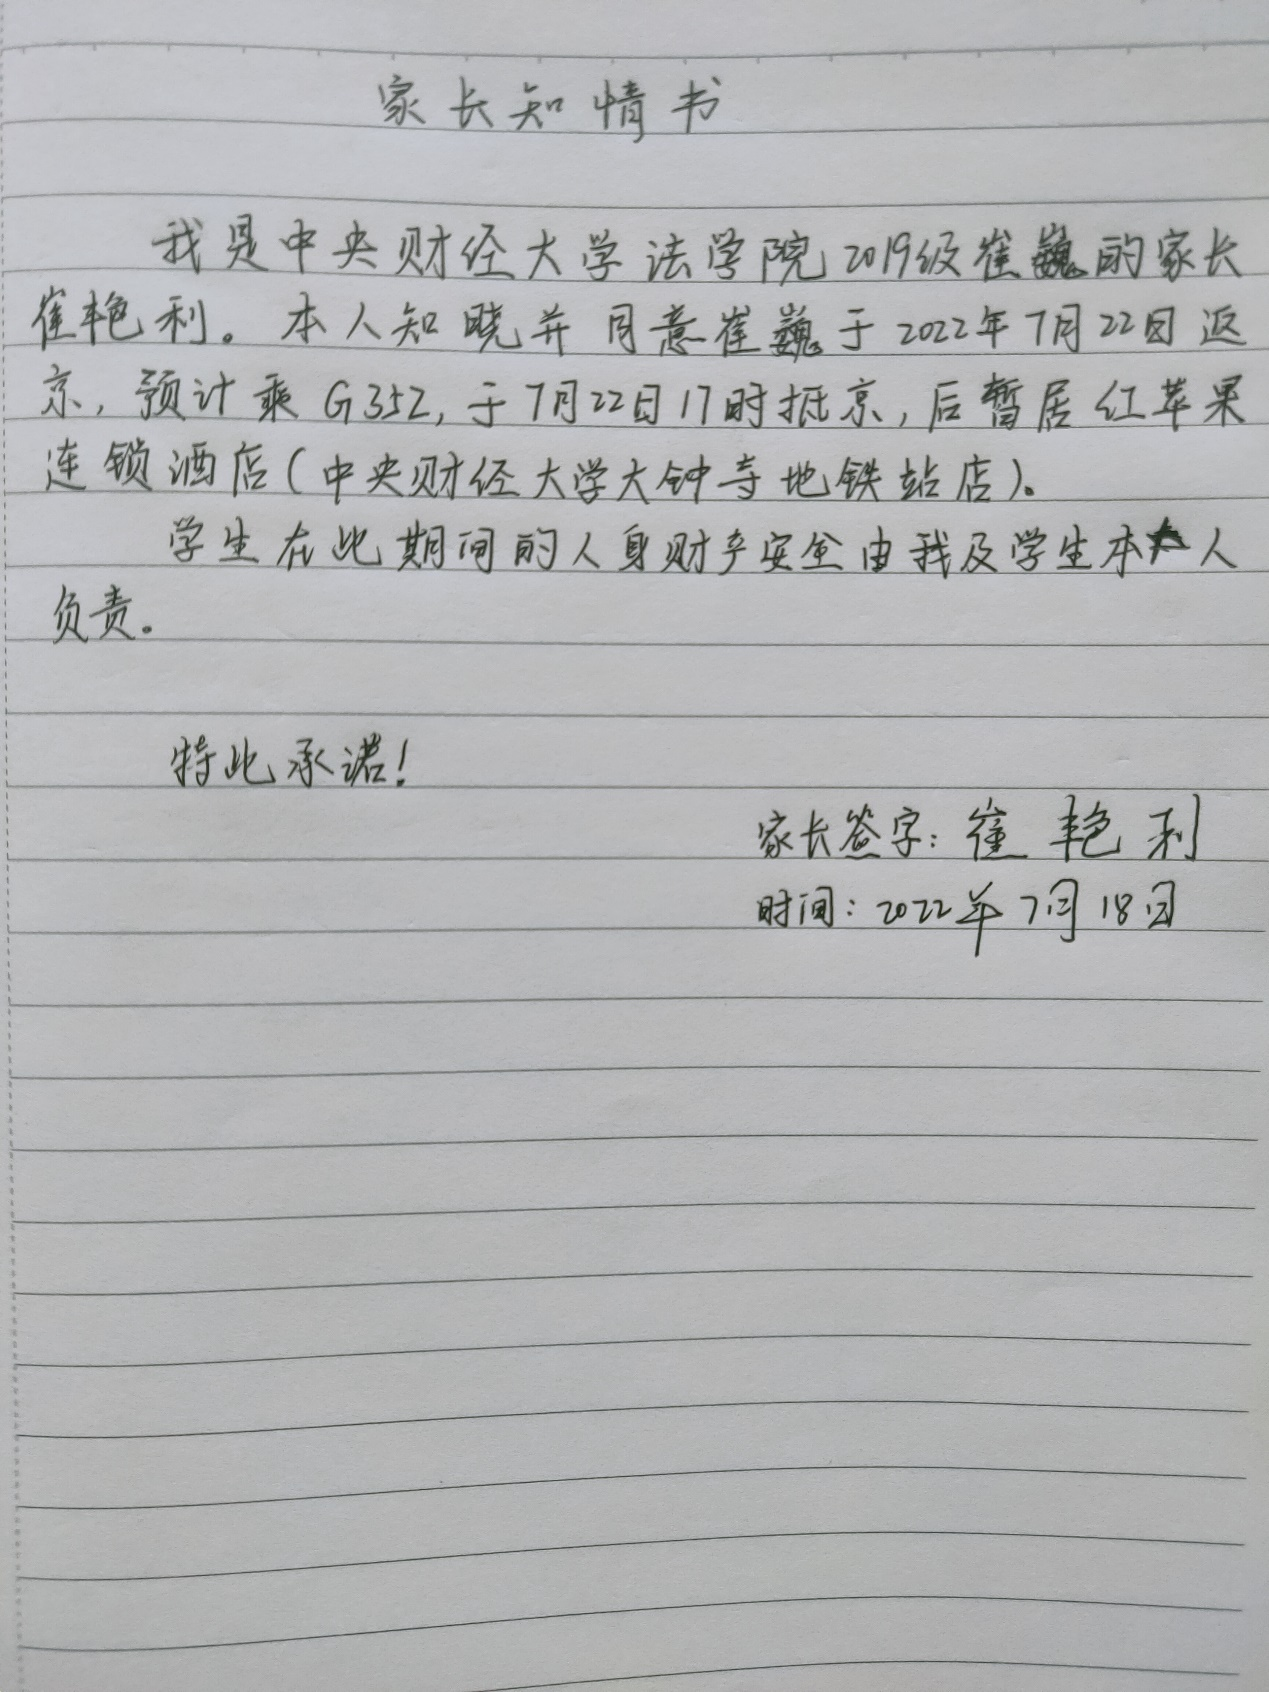 家长知情书
我是中央财经大学法学院2019级崔巍的家长
崔艳利。本人知晓并同意崔巍于2022年7月22日返
京,预计乘G352,于7月22日17时抵京,后暂居红苹果
连锁酒店(中央财经大学大钟寺地铁站店)。
学生在此期间的人身财产安全由我及学生本人
负责。
特此承诺!
家长签字:崔艳利
时间:2022年7月18日